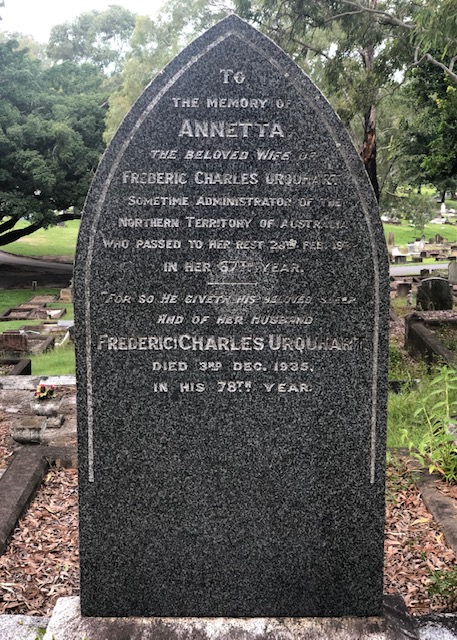 TO
THE MEMORY OF
ANNETTA
THE BELOVED WIFE OF
FREDERIC CHARLES URQUHART
SOMETIME ADMINISTRATOR OF THE
NORTHERN TERRITORY OF AUSTRALIA
WHO PASSED TO HER REST 28TH FEB.
IN HER 67TH YEAR.
"FOR SO HE GIVETH HIS BELOVED SLEEP
AND OF HER HUSBAND
FREDERIC CHARLES URQUHART
DIED 3RD DEC. 1935.
IN HIS 78TH YEAR.